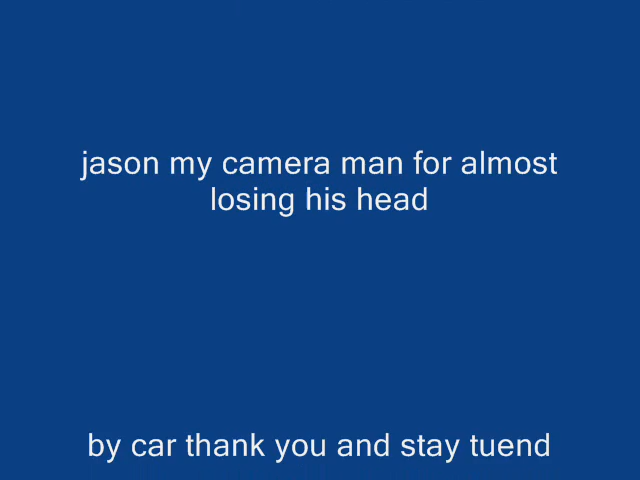 jason my camera man for almost
losing his head
by car thank you and stay tuend